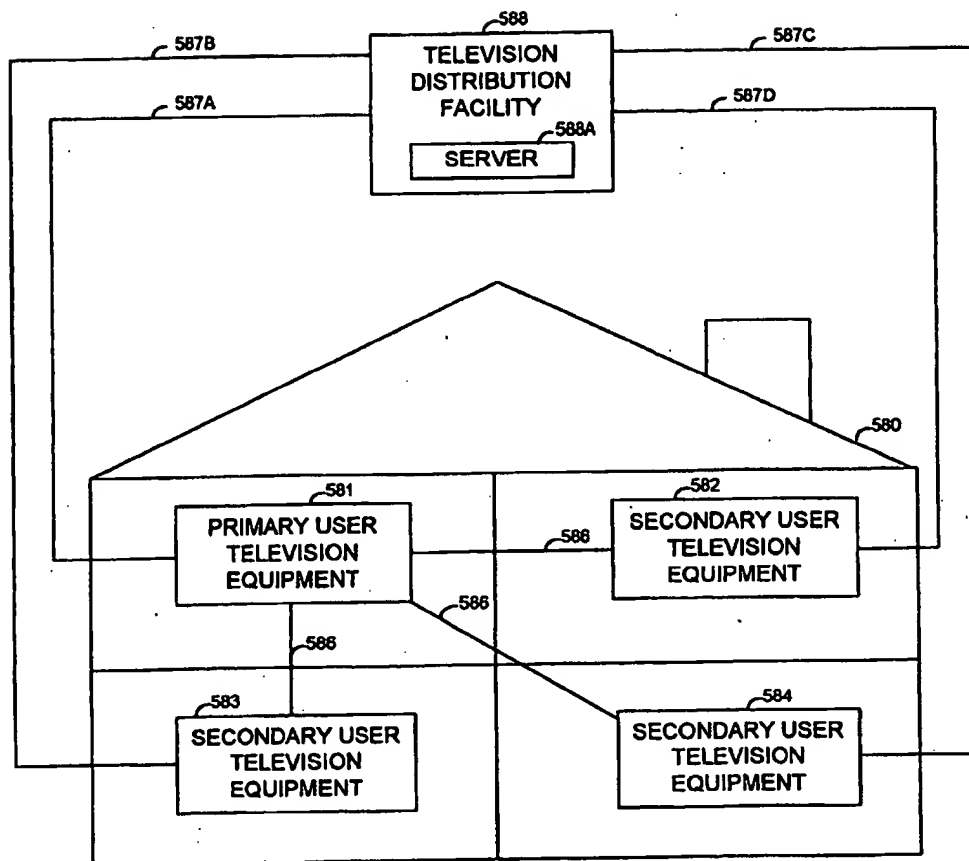 588
587B
587C
TELEVISION
DISTRIBUTION
FACILITY
587A
587D
588A
SERVER
580
581
PRIMARY USER
TELEVISION
EQUIPMENT
582
SECONDARY USER
TELEVISION
EQUIPMENT
586
586
586
583
SECONDARY USER
TELEVISION
EQUIPMENT
584
SECONDARY USER
TELEVISION
EQUIPMENT